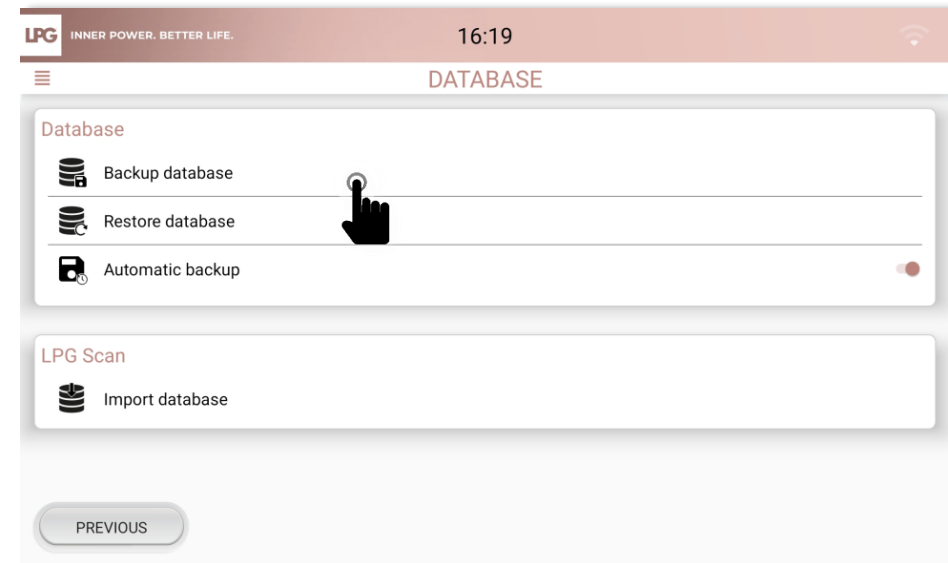 LPG INNER POWER. BETTER LIFE. 16:19
DATABASE
Database
Backup database
Restore database
Automatic backup
LPG Scan
Import database
PREVIOUS